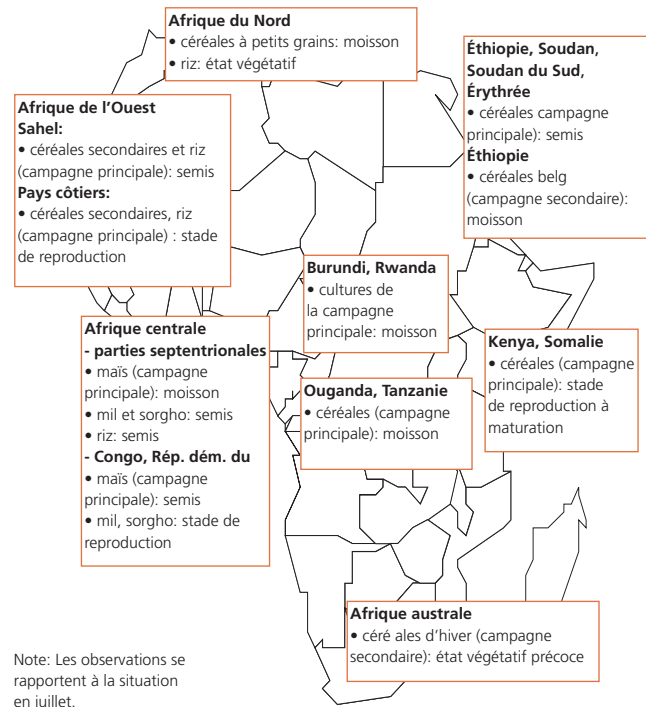 Afrique du Nord
• céréales à petits grains: moisson
• riz: état végétatif
Éthiopie, Soudan,
Soudan du Sud,
Érythrée
• céréales campagne
principale): semis
Éthiopie
• céréales belg
(campagne secondaire):
moisson
Afrique de l'Ouest
Sahel:
• céréales secondaires et riz
(campagne principale): semis
Pays côtiers:
• céréales secondaires, riz
(campagne principale) : stade
de reproduction
Burundi, Rwanda
• cultures de
la campagne
principale: moisson
Afrique centrale
- parties septentrionales
• maïs (campagne
principale): moisson
• mil et sorgho: semis
• riz: semis
- Congo, Rép. dém. du
• maïs (campagne
principale): semis
• mil, sorgho: stade de
reproduction
Kenya, Somalie
• céréales (campagne
principale): stade
de reproduction à
maturation
Ouganda, Tanzanie
• céréales (campagne
principale): moisson
Afrique australe
• céré ales d'hiver (campagne
secondaire): état végétatif précoce
Note: Les observations se
rapportent à la situation
en juillet.